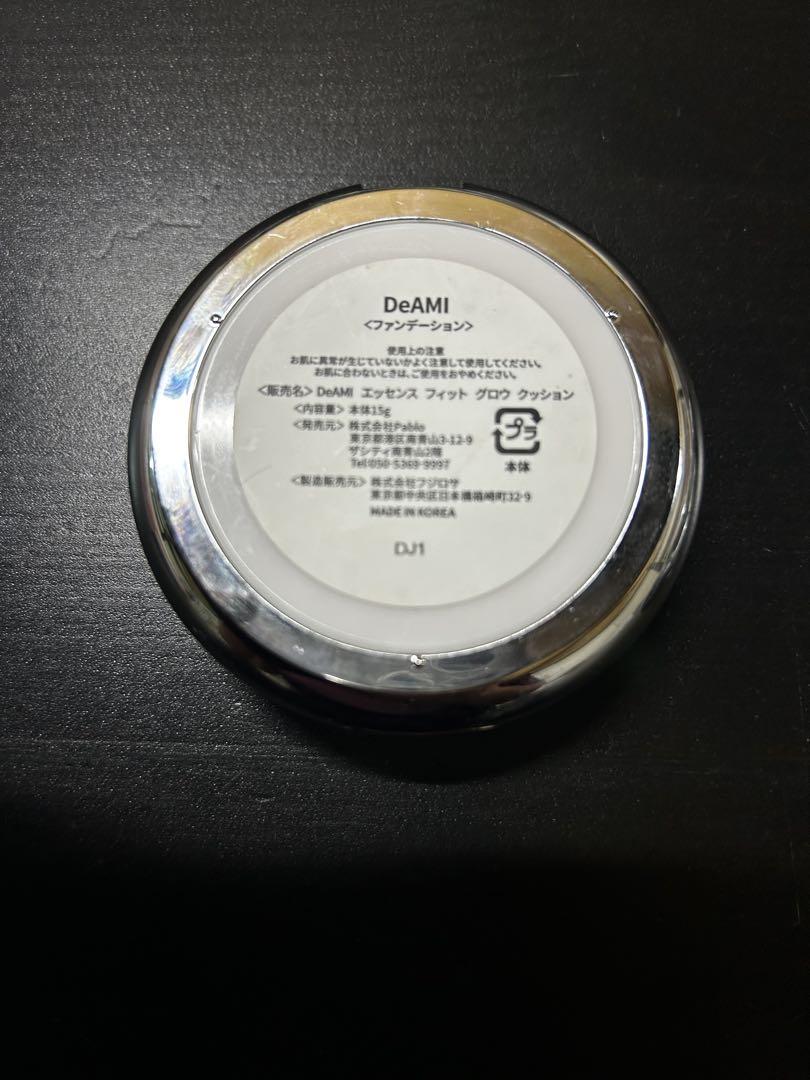 DeAMI
<ファンデーション>
使用上の注意
お肌に異常が生じていないかよく注意して使用してください。
お肌に合わないときは、ご使用をおやめください。
<販売名> DeAMI エッセンス フィット グロウ クッション
<内容量> 本体15g
<発売元> 株式会社Pablo
東京都港区南青山3-12-9
ザシティ南青山2階
Tel:050-5369-9997
プラ
本体
<製造販売元> 株式会社フジロサ
東京都中央区日本橋箱崎町32-9
MADE IN KOREA
DJ1